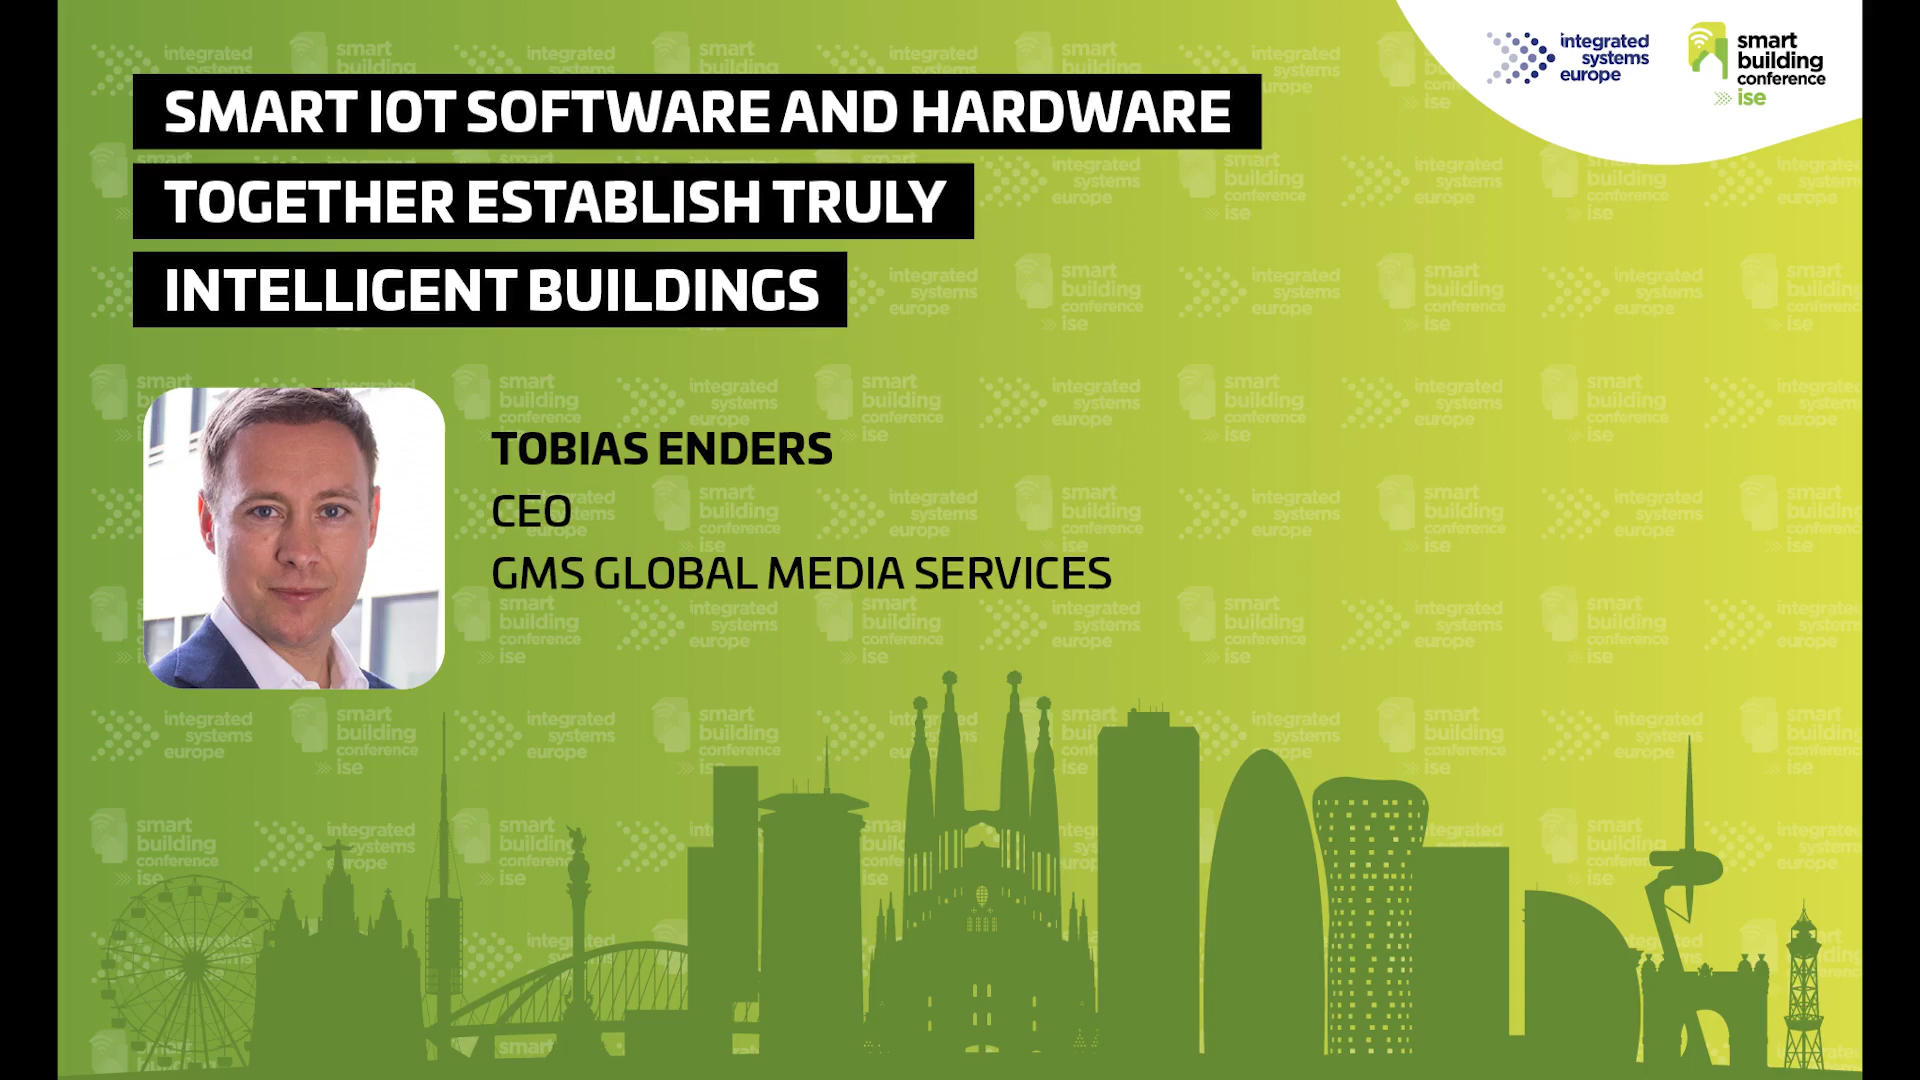 integrated
systems
europe
smart
building
conference
ise
SMART IOT SOFTWARE AND HARDWARE
TOGETHER ESTABLISH TRULY
INTELLIGENT BUILDINGS
TOBIAS ENDERS
CEO
GMS GLOBAL MEDIA SERVICES